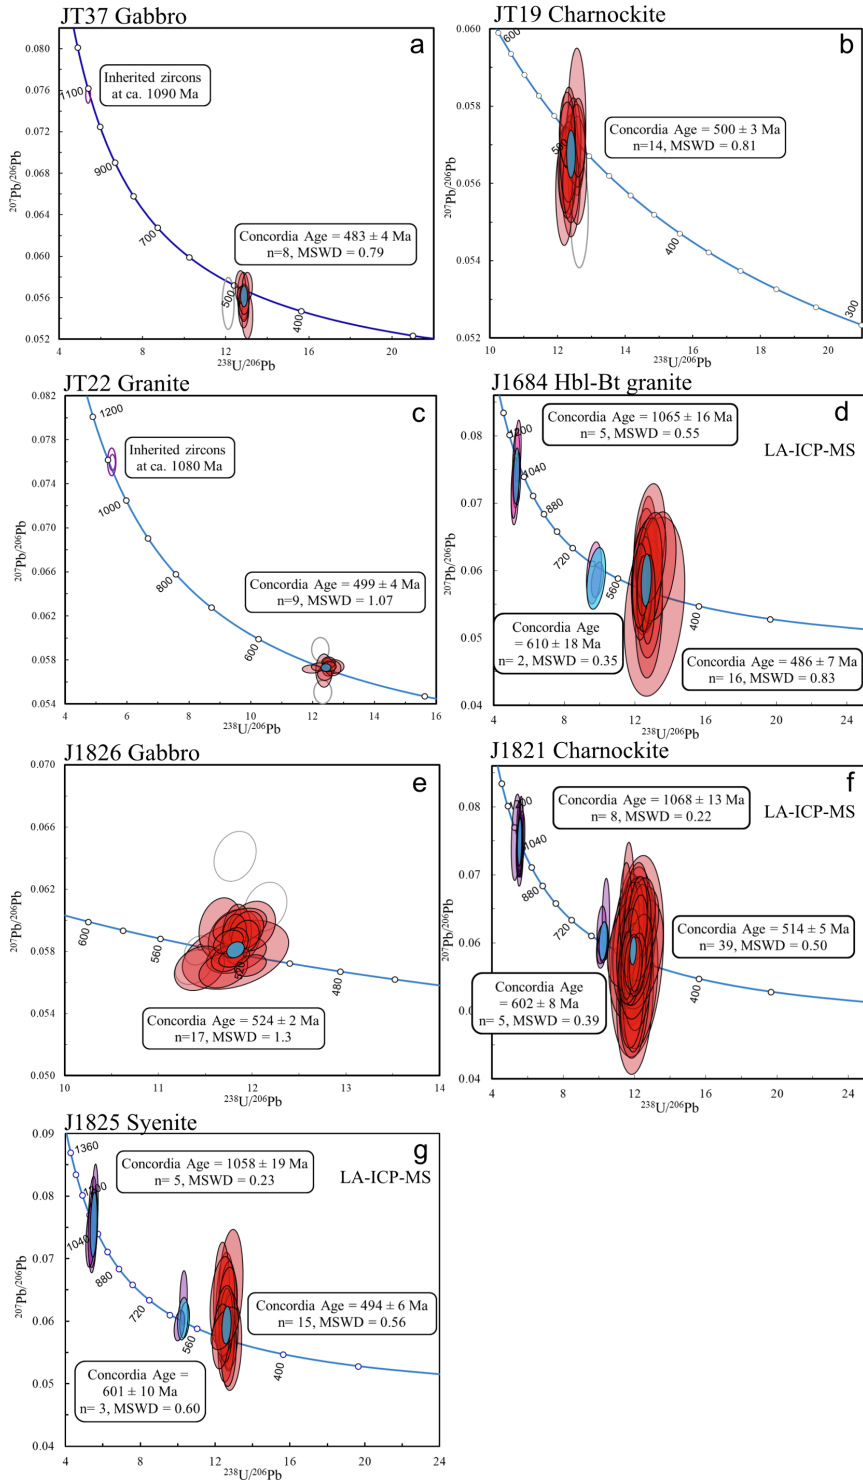 JT37 Gabbro
a
0.080
0.076
0.072
0.068
0.064
0.060
0.056
0.052
207Pb/206Pb
1100
900
700
500
400
Inherited zircons
at ca. 1090 Ma
Concordia Age = 483 ± 4 Ma
n=8, MSWD = 0.79
4 8 12 16 20
238U/206Pb
JT19 Charnockite
b
0.060
0.058
0.056
0.054
0.052
207Pb/206Pb
600
400
300
Concordia Age = 500 ± 3 Ma
n=14, MSWD = 0.81
10 12 14 16 18 20
238U/206Pb
JT22 Granite
c
0.082
0.078
0.074
0.070
0.066
0.062
0.058
0.054
207Pb/206Pb
1200
1000
800
600
Inherited zircons
at ca. 1080 Ma
Concordia Age = 499 ± 4 Ma
n=9, MSWD = 1.07
4 6 8 10 12 14 16
238U/206Pb
J1684 Hbl-Bt granite
d
0.08
0.07
0.06
0.05
0.04
207Pb/206Pb
1200
1040
880
720
560
400
Concordia Age = 1065 ± 16 Ma
n= 5, MSWD = 0.55
LA-ICP-MS
Concordia Age
= 610 ± 18 Ma
n= 2, MSWD = 0.35
Concordia Age = 486 ± 7 Ma
n= 16, MSWD = 0.83
4 8 12 16 20 24
238U/206Pb
J1826 Gabbro
e
0.070
0.066
0.062
0.058
0.054
0.050
207Pb/206Pb
600
560
520
480
Concordia Age = 524 ± 2 Ma
n=17, MSWD = 1.3
10 11 12 13 14
238U/206Pb
J1821 Charnockite
f
0.08
0.06
0.04
207Pb/206Pb
1200
1040
880
720
400
Concordia Age = 1068 ± 13 Ma
n= 8, MSWD = 0.22
LA-ICP-MS
Concordia Age = 514 ± 5 Ma
n= 39, MSWD = 0.50
Concordia Age
= 602 ± 8 Ma
n= 5, MSWD = 0.39
4 8 12 16 20 24
238U/206Pb
J1825 Syenite
g
0.09
0.08
0.07
0.06
0.05
0.04
207Pb/206Pb
1360
1200
1040
880
720
560
400
Concordia Age = 1058 ± 19 Ma
n= 5, MSWD = 0.23
LA-ICP-MS
Concordia Age = 494 ± 6 Ma
n= 15, MSWD = 0.56
Concordia Age =
601 ± 10 Ma
n= 3, MSWD = 0.60
4 8 12 16 20 24
238U/206Pb